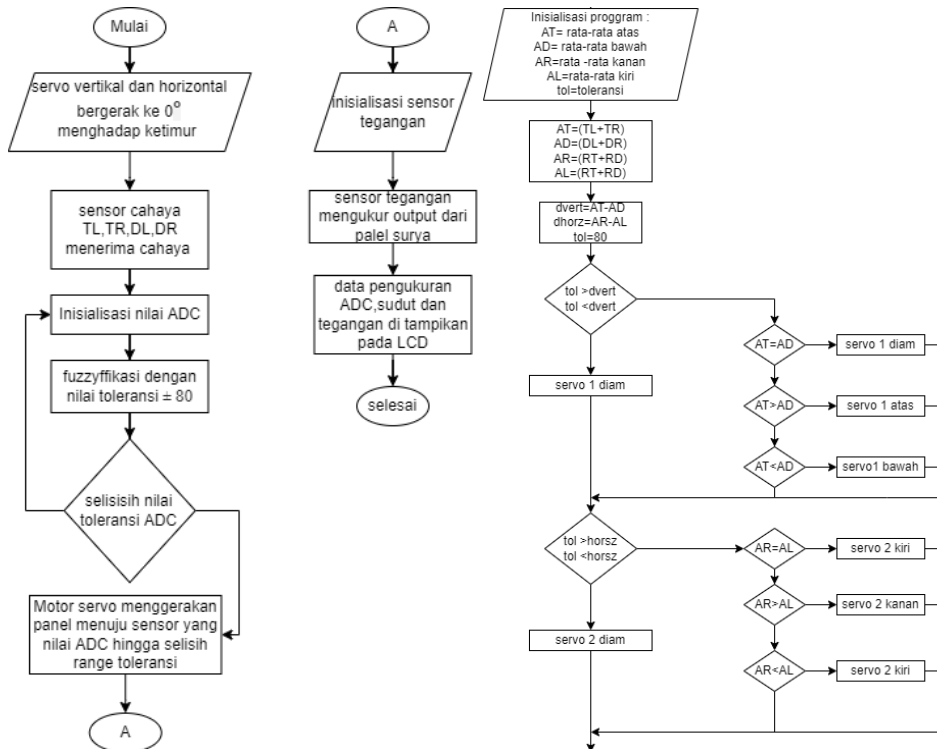 Mulai
servo vertikal dan horizontal
bergerak ke 0°
menghadap ketimur
sensor cahaya
TL,TR,DL,DR
menerima cahaya
Inisialisasi nilai ADC
fuzzyffikasi dengan
nilai toleransi ± 80
selisisih nilai
toleransi ADC
Motor servo menggerakan
panel menuju sensor yang
nilai ADC hingga selisih
range toleransi
A
A
inisialisasi sensor
tegangan
sensor tegangan
mengukur output dari
palel surya
data pengukuran
ADC,sudut dan
tegangan di tampikan
pada LCD
selesai
Inisialisasi proggram :
AT= rata-rata atas
AD= rata-rata bawah
AR=rata -rata kanan
AL=rata-rata kiri
tol=toleransi
AT=(TL+TR)
AD=(DL+DR)
AR=(RT+RD)
AL=(RT+RD)
dvert=AT-AD
dhorz=AR-AL
tol=80
tol >dvert
tol <dvert
servo 1 diam
AT=AD
servo 1 diam
AT>AD
servo 1 atas
AT<AD
servo1 bawah
tol >horsz
tol <horsz
servo 2 diam
AR=AL
servo 2 kiri
AR>AL
servo 2 kanan
AR<AL
servo 2 kiri